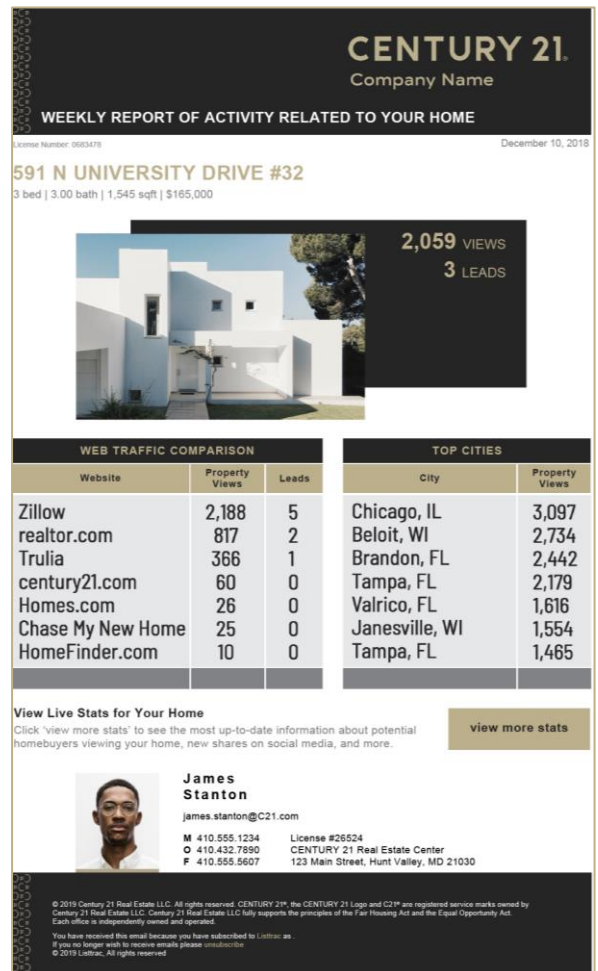 CENTURY 21®
Company Name
WEEKLY REPORT OF ACTIVITY RELATED TO YOUR HOME
License Number: 0683478
December 10, 2018
591 N UNIVERSITY DRIVE #32
3 bed | 3.00 bath | 1,545 sqft | $165,000
2,059 VIEWS
3 LEADS
WEB TRAFFIC COMPARISON
Website Property Views Leads
Zillow 2,188 5
realtor.com 817 2
Trulia 366 1
century21.com 60 0
Homes.com 26 0
Chase My New Home 25 0
HomeFinder.com 10 0
TOP CITIES
City Property Views
Chicago, IL 3,097
Beloit, WI 2,734
Brandon, FL 2,442
Tampa, FL 2,179
Valrico, FL 1,616
Janesville, WI 1,554
Tampa, FL 1,465
View Live Stats for Your Home
Click ‘view more stats’ to see the most up-to-date information about potential
homebuyers viewing your home, new shares on social media, and more.
view more stats
James
Stanton
james.stanton@C21.com
M 410.555.1234 License #26524
O 410.432.7890 CENTURY 21 Real Estate Center
F 410.555.5607 123 Main Street, Hunt Valley, MD 21030
© 2019 Century 21 Real Estate LLC. All rights reserved. CENTURY 21®, the CENTURY 21 Logo and C21® are registered service marks owned by
Century 21 Real Estate LLC. Century 21 Real Estate LLC fully supports the principles of the Fair Housing Act and the Equal Opportunity Act.
Each office is independently owned and operated.
You have received this email because you have subscribed to Listtrac as .
If you no longer wish to receive emails please unsubscribe
© 2019 Listtrac, All rights reserved